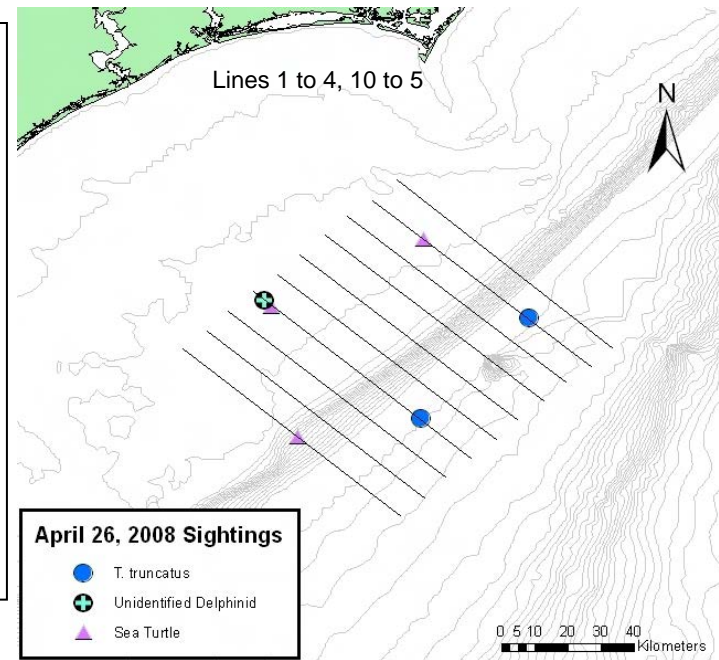 Lines 1 to 4, 10 to 5
N
April 26, 2008 Sightings
T. truncatus
Unidentified Delphinid
Sea Turtle
0 5 10 20 30 40
Kilometers